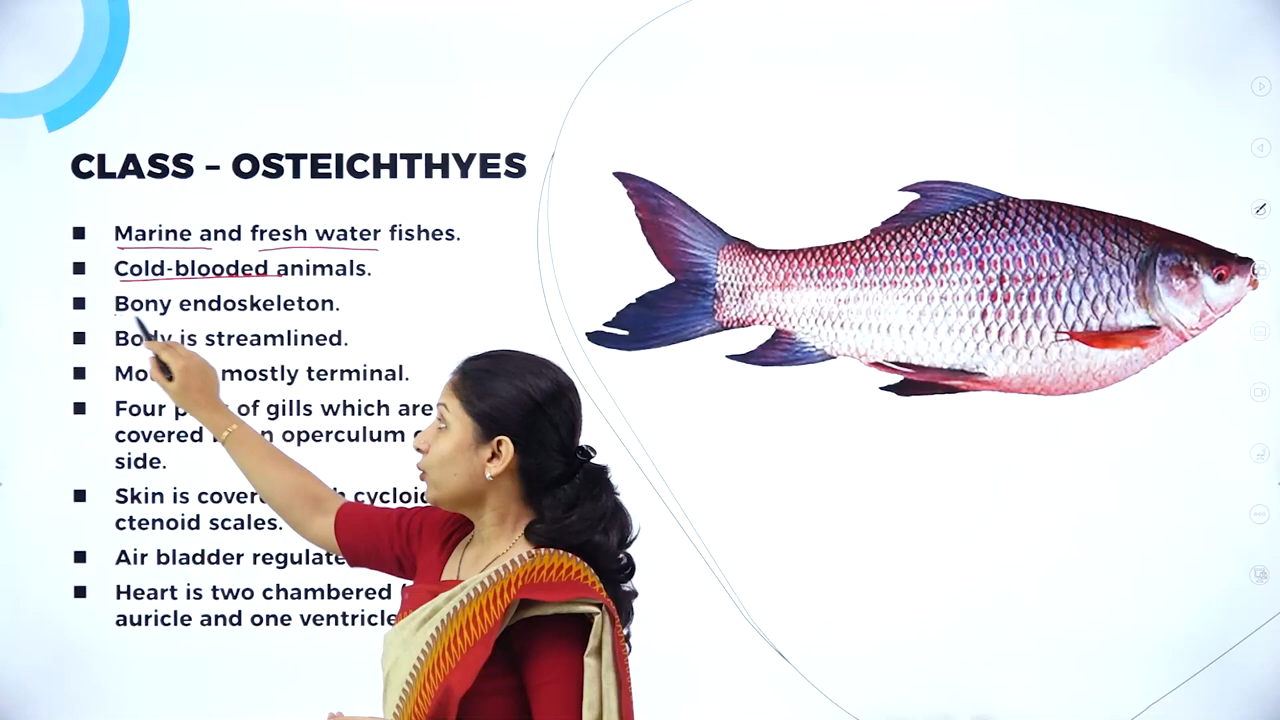 CLASS – OSTEICHTHYES
■ Marine and fresh water fishes.
■ Cold-blooded animals.
■ Bony endoskeleton.
■ Body is streamlined.
■ mostly terminal.
■ Four of gills which are
covered operculum
side.
■ Skin is cycloid
ctenoid scales.
■ Air bladder
■ Heart is two chambered
auricle and one ventricle